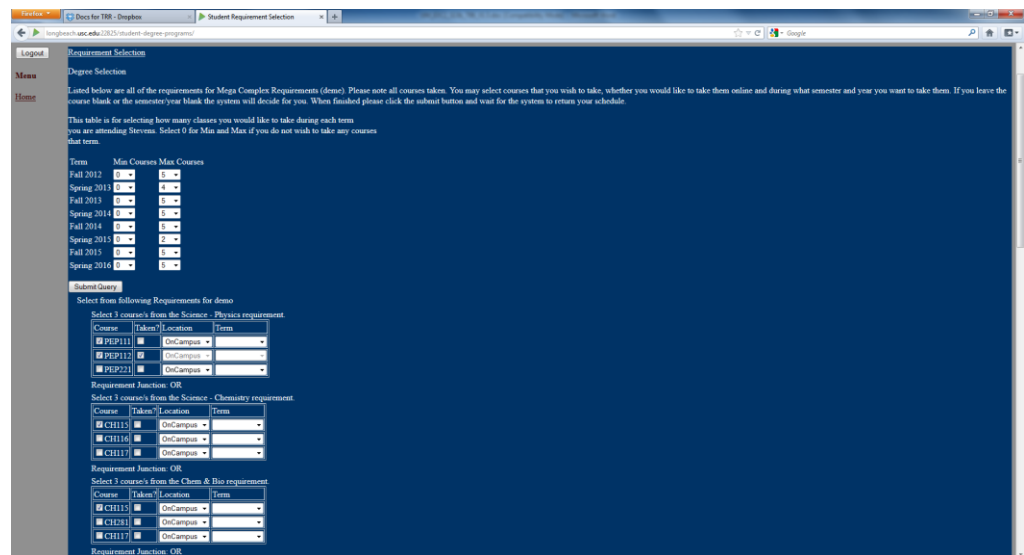 Firefox
Docs for TRR - Dropbox
Student Requirement Selection
longbeach.usc.edu:22825/student-degree-programs/
Google
Logout
Menu
Home
Requirement Selection
Degree Selection
Listed below are all of the requirements for Mega Complex Requirements (deme). Please note all courses taken. You may select courses that you wish to take, whether you would like to take them online and during what semester and year you want to take them. If you leave the
course blank or the semester/year blank the system will decide for you. When finished please click the submit button and wait for the system to return your schedule.
This table is for selecting how many classes you would like to take during each term
you are attending Stevens. Select 0 for Min and Max if you do not wish to take any courses
that term.
Term Min Courses Max Courses
Fall 2012 0 5
Spring 2013 0 4
Fall 2013 0 5
Spring 2014 0 5
Fall 2014 0 5
Spring 2015 0 2
Fall 2015 0 5
Spring 2016 0 5
Submit Query
Select from following Requirements for demo
Select 3 course/s from the Science - Physics requirement.
Course Taken? Location Term
PEP111 OnCampus
PEP112 OnCampus
PEP221 OnCampus
Requirement Junction: OR
Select 3 course/s from the Science - Chemistry requirement.
Course Taken? Location Term
CH115 OnCampus
CH116 OnCampus
CH117 OnCampus
Requirement Junction: OR
Select 3 course/s from the Chem & Bio requirement.
Course Taken? Location Term
CH115 OnCampus
CH281 OnCampus
CH117 OnCampus
Requirement Junction: OR